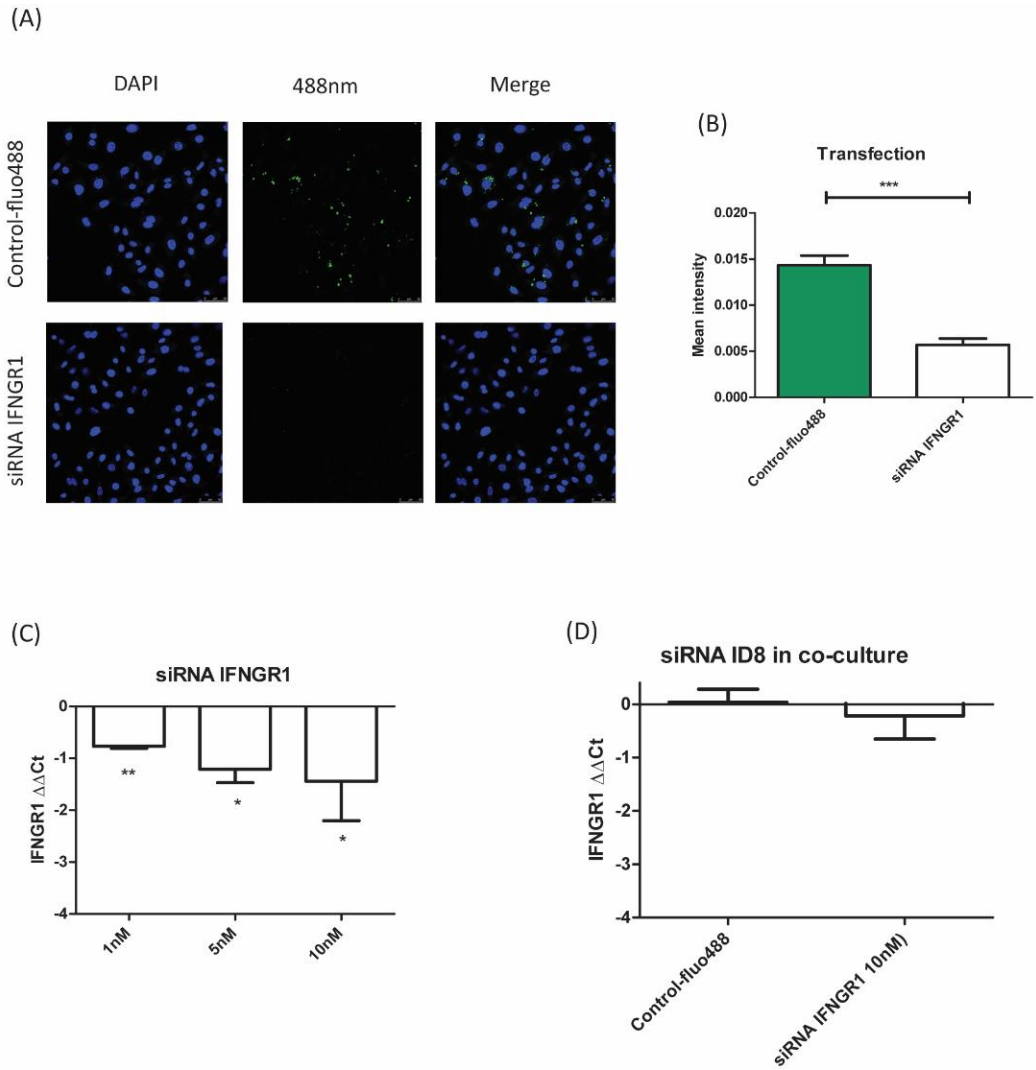 (A)
DAPI
488nm
Merge
Control-fluo488
siRNA IFNGR1
(B)
Transfection
***
Mean intensity
0.020
0.015
0.010
0.005
0.000
Control-fluo488
siRNA IFNGR1
(C)
siRNA IFNGR1
IFNGR1 ΔΔCt
0
-1
-2
-3
-4
**
*
*
1nM
5nM
10nM
(D)
siRNA ID8 in co-culture
IFNGR1 ΔΔCt
0
-1
-2
-3
-4
Control-fluo488
siRNA IFNGR1 10nM)